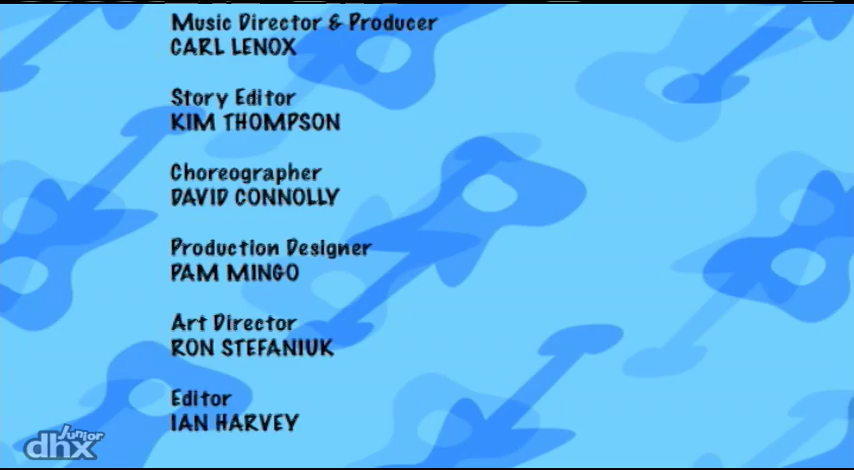 Music Director & Producer
CARL LENOX
Story Editor
KIM THOMPSON
Choreographer
DAVID CONNOLLY
Production Designer
PAM MINGO
Art Director
RON STEFANIUK
Editor
IAN HARVEY
Junior
dhx